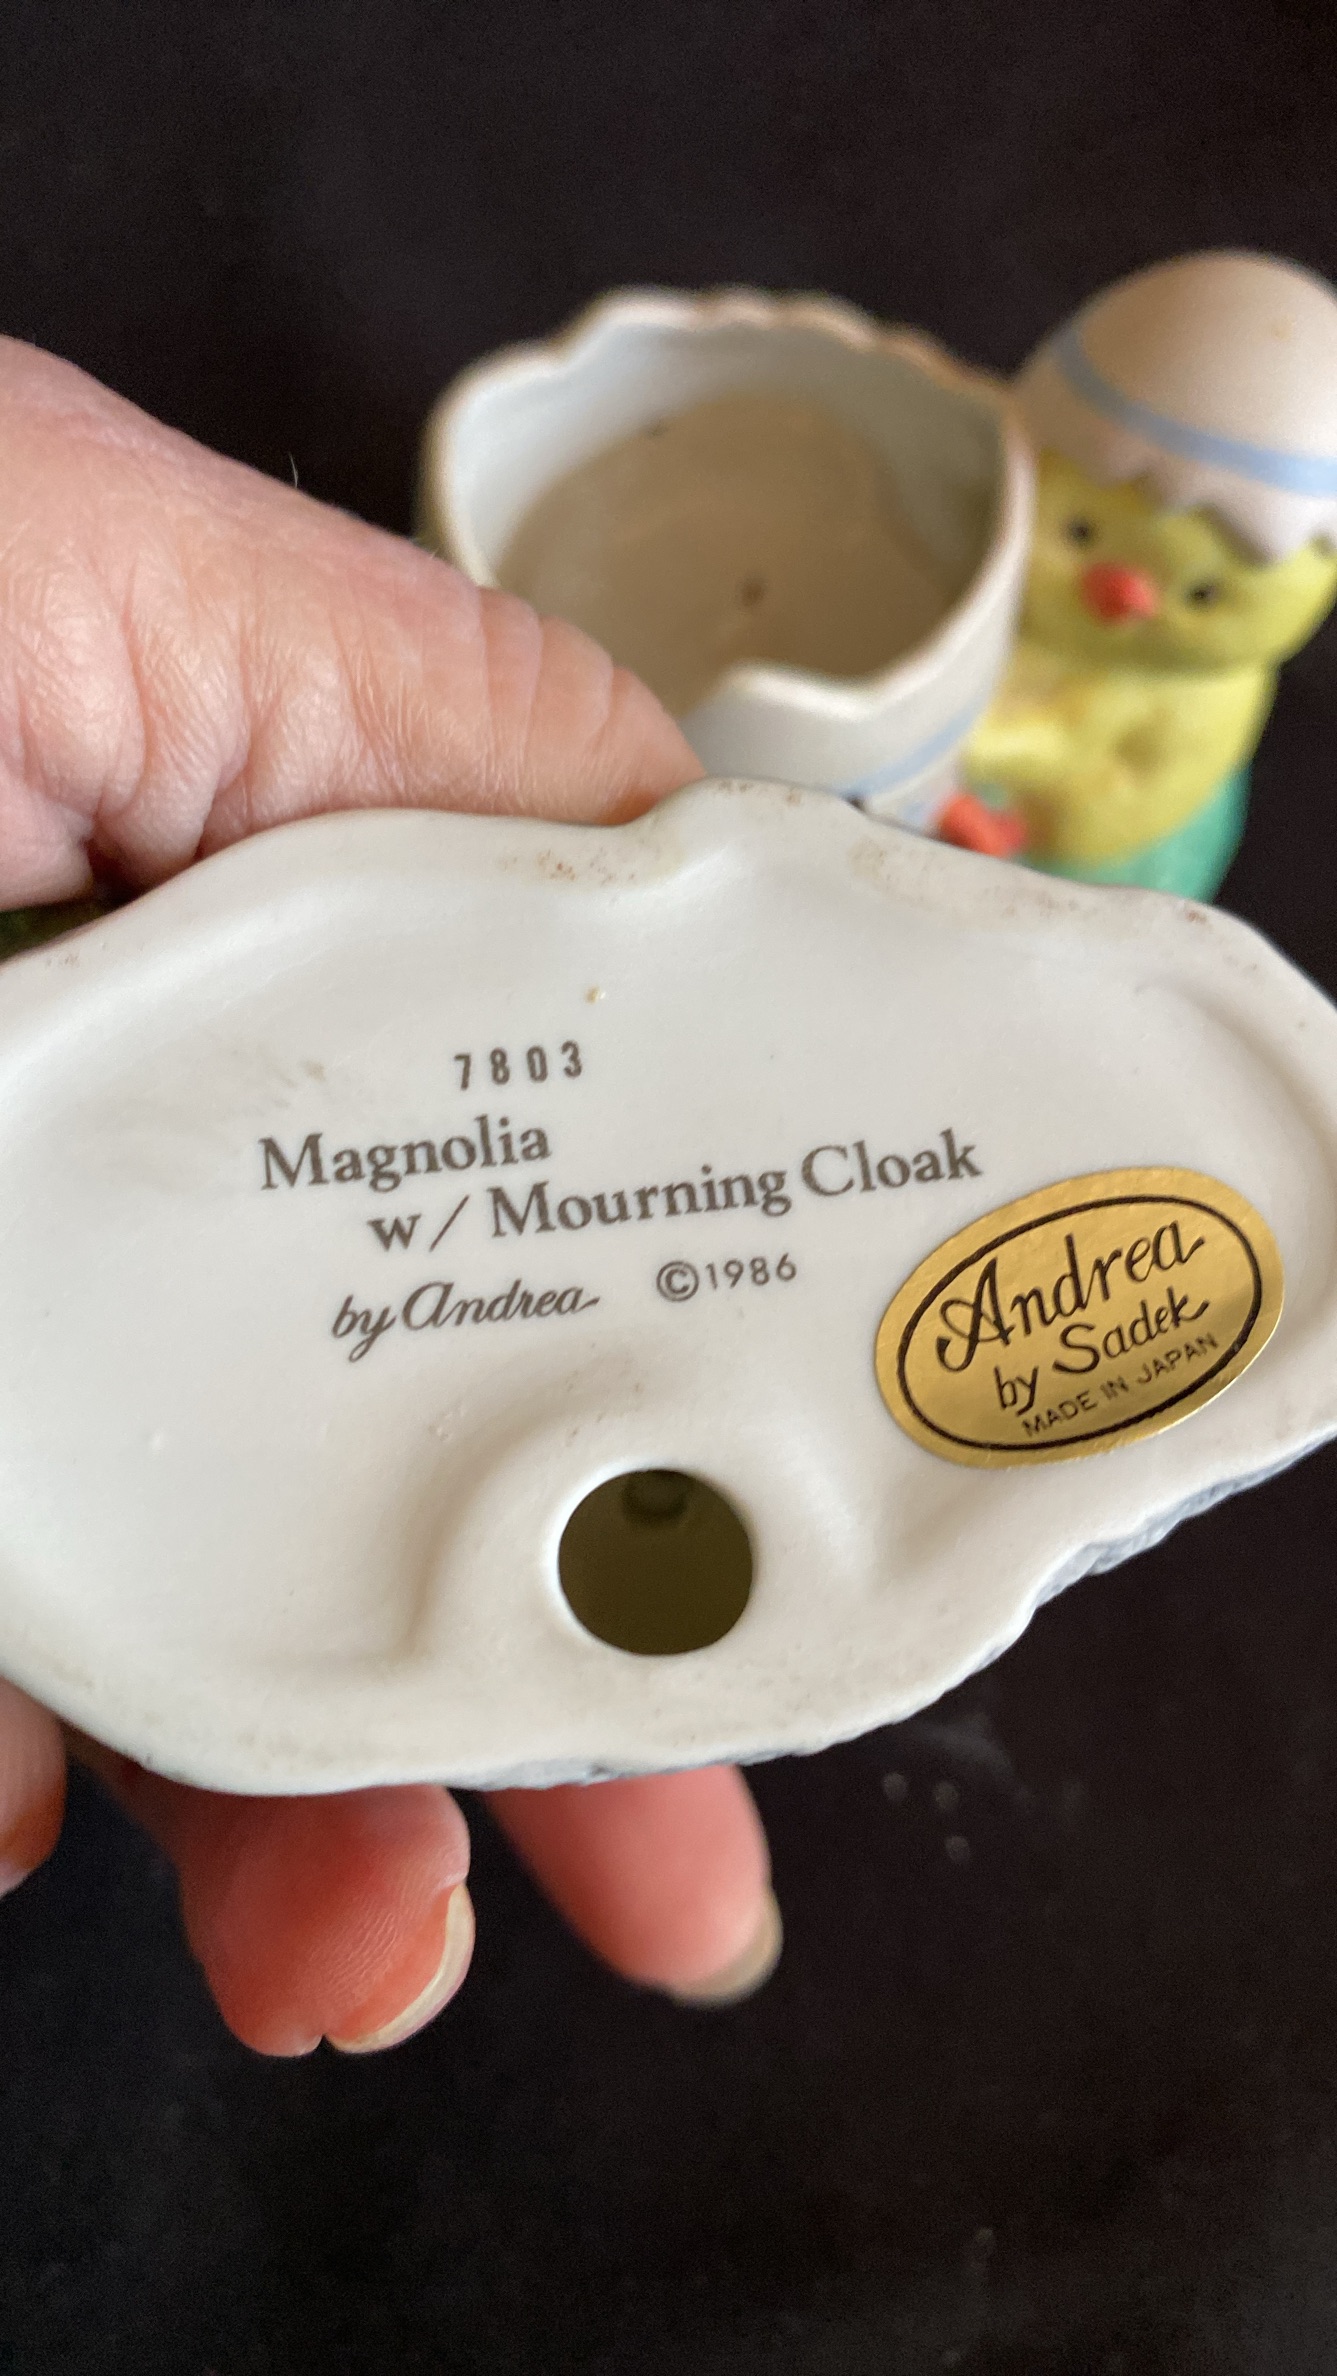 7803
Magnolia
w/ Mourning Cloak
by Andrea ©1986
Andrea
by Sadek
MADE IN JAPAN